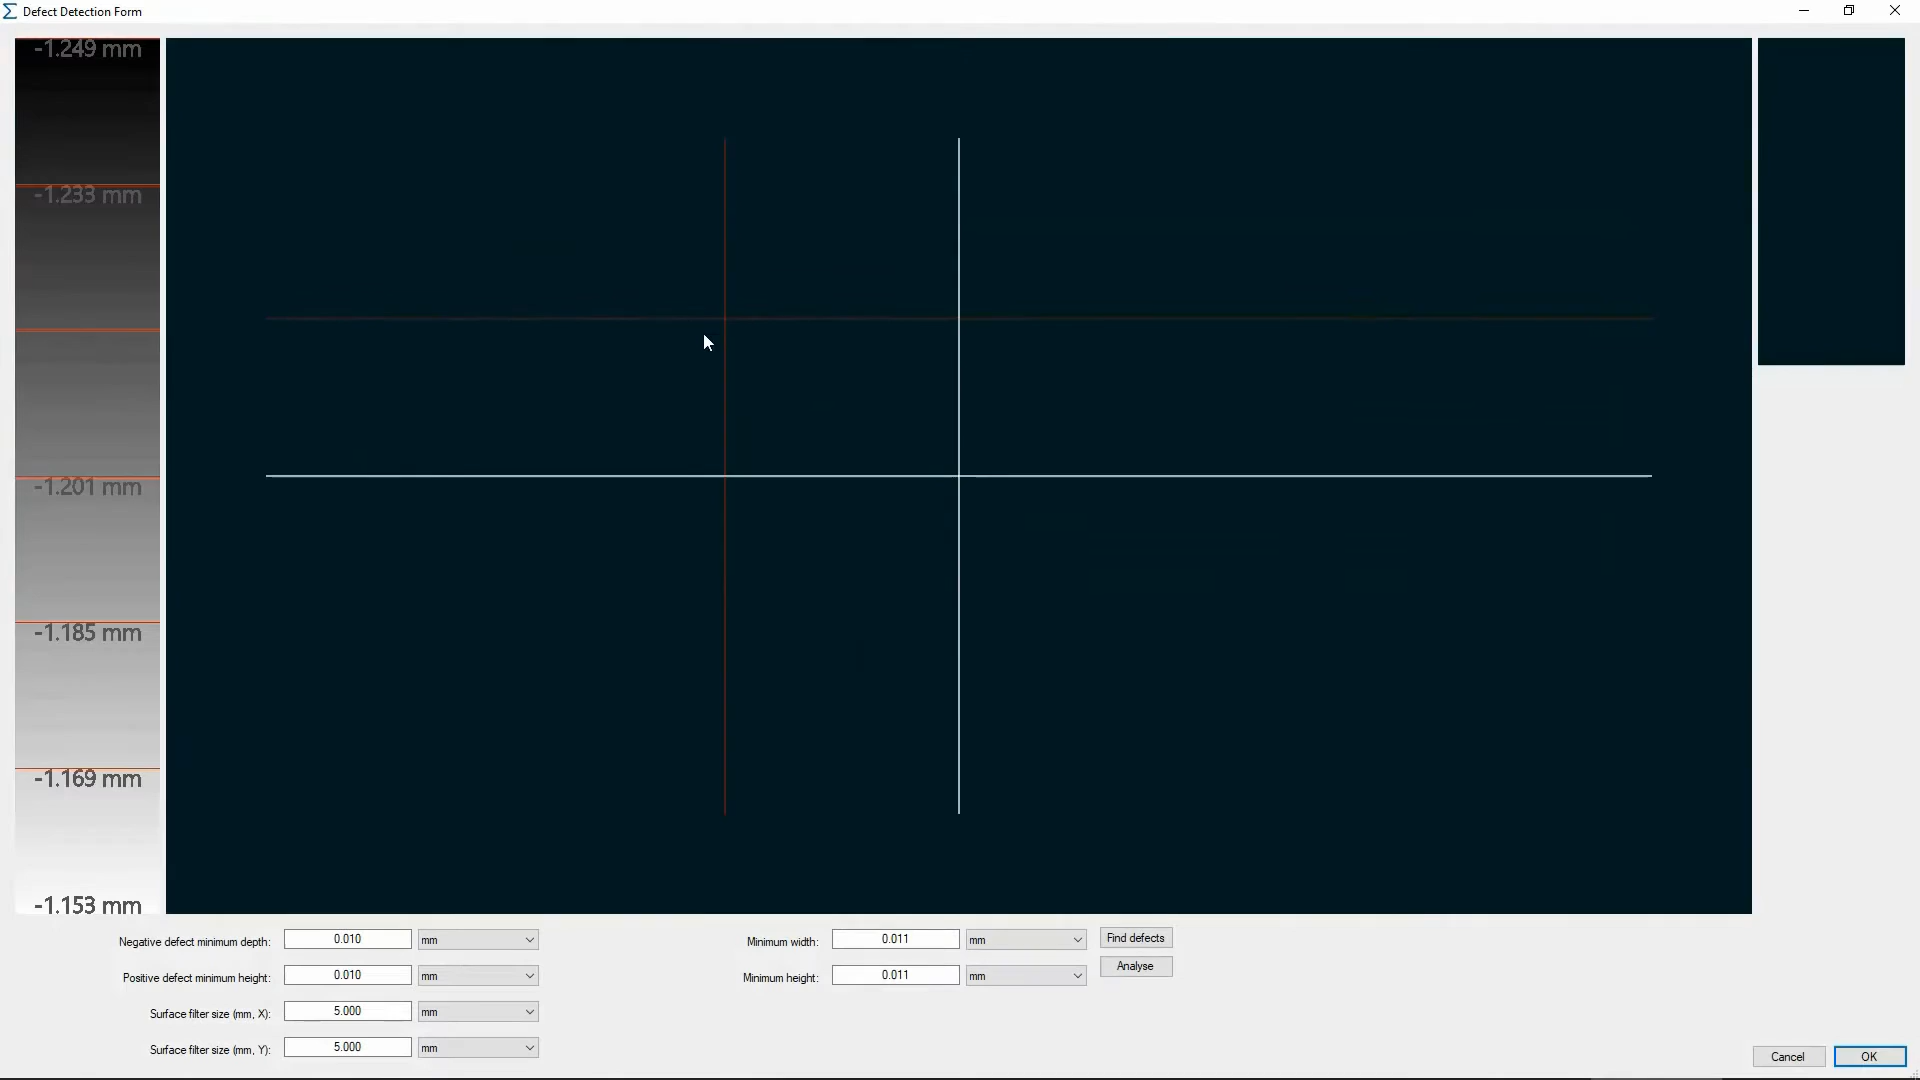 Defect Detection Form
-1.249 mm
-1.233 mm
-1.201 mm
-1.185 mm
-1.169 mm
-1.153 mm
Negative defect minimum depth: 0.010 mm
Minimum width: 0.011 mm
Find defects
Positive defect minimum height: 0.010 mm
Minimum height: 0.011 mm
Analyse
Surface filter size (mm, X): 5.000 mm
Surface filter size (mm, Y): 5.000 mm
Cancel
OK